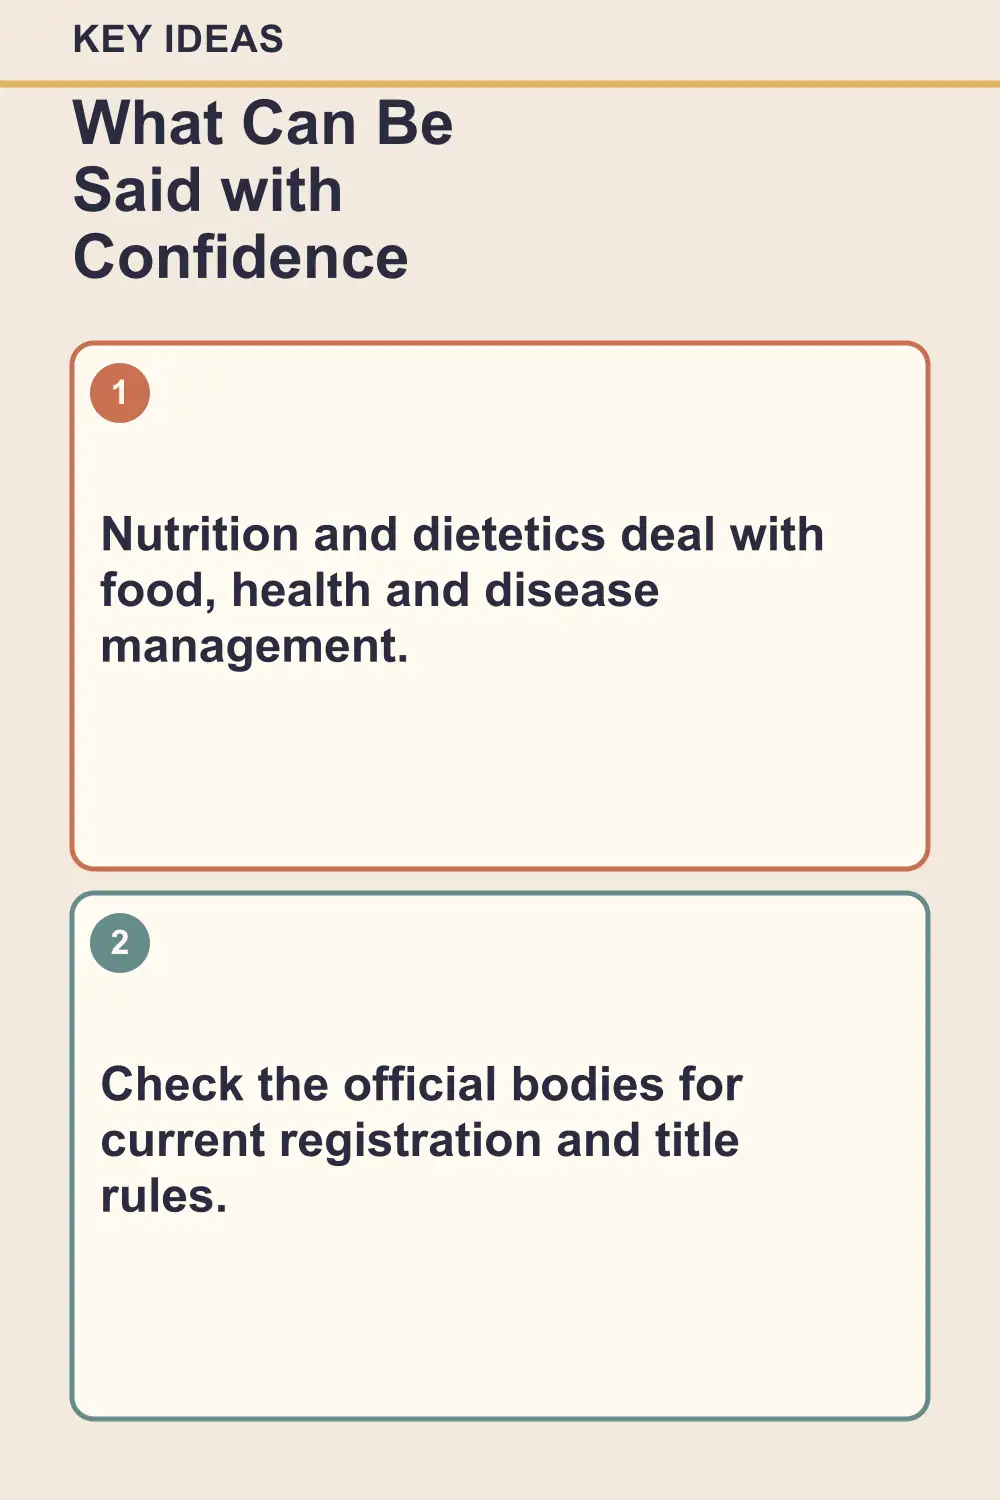 KEY IDEAS
What Can Be
Said with
Confidence
1
Nutrition and dietetics deal with
food, health and disease
management.
2
Check the official bodies for
current registration and title
rules.